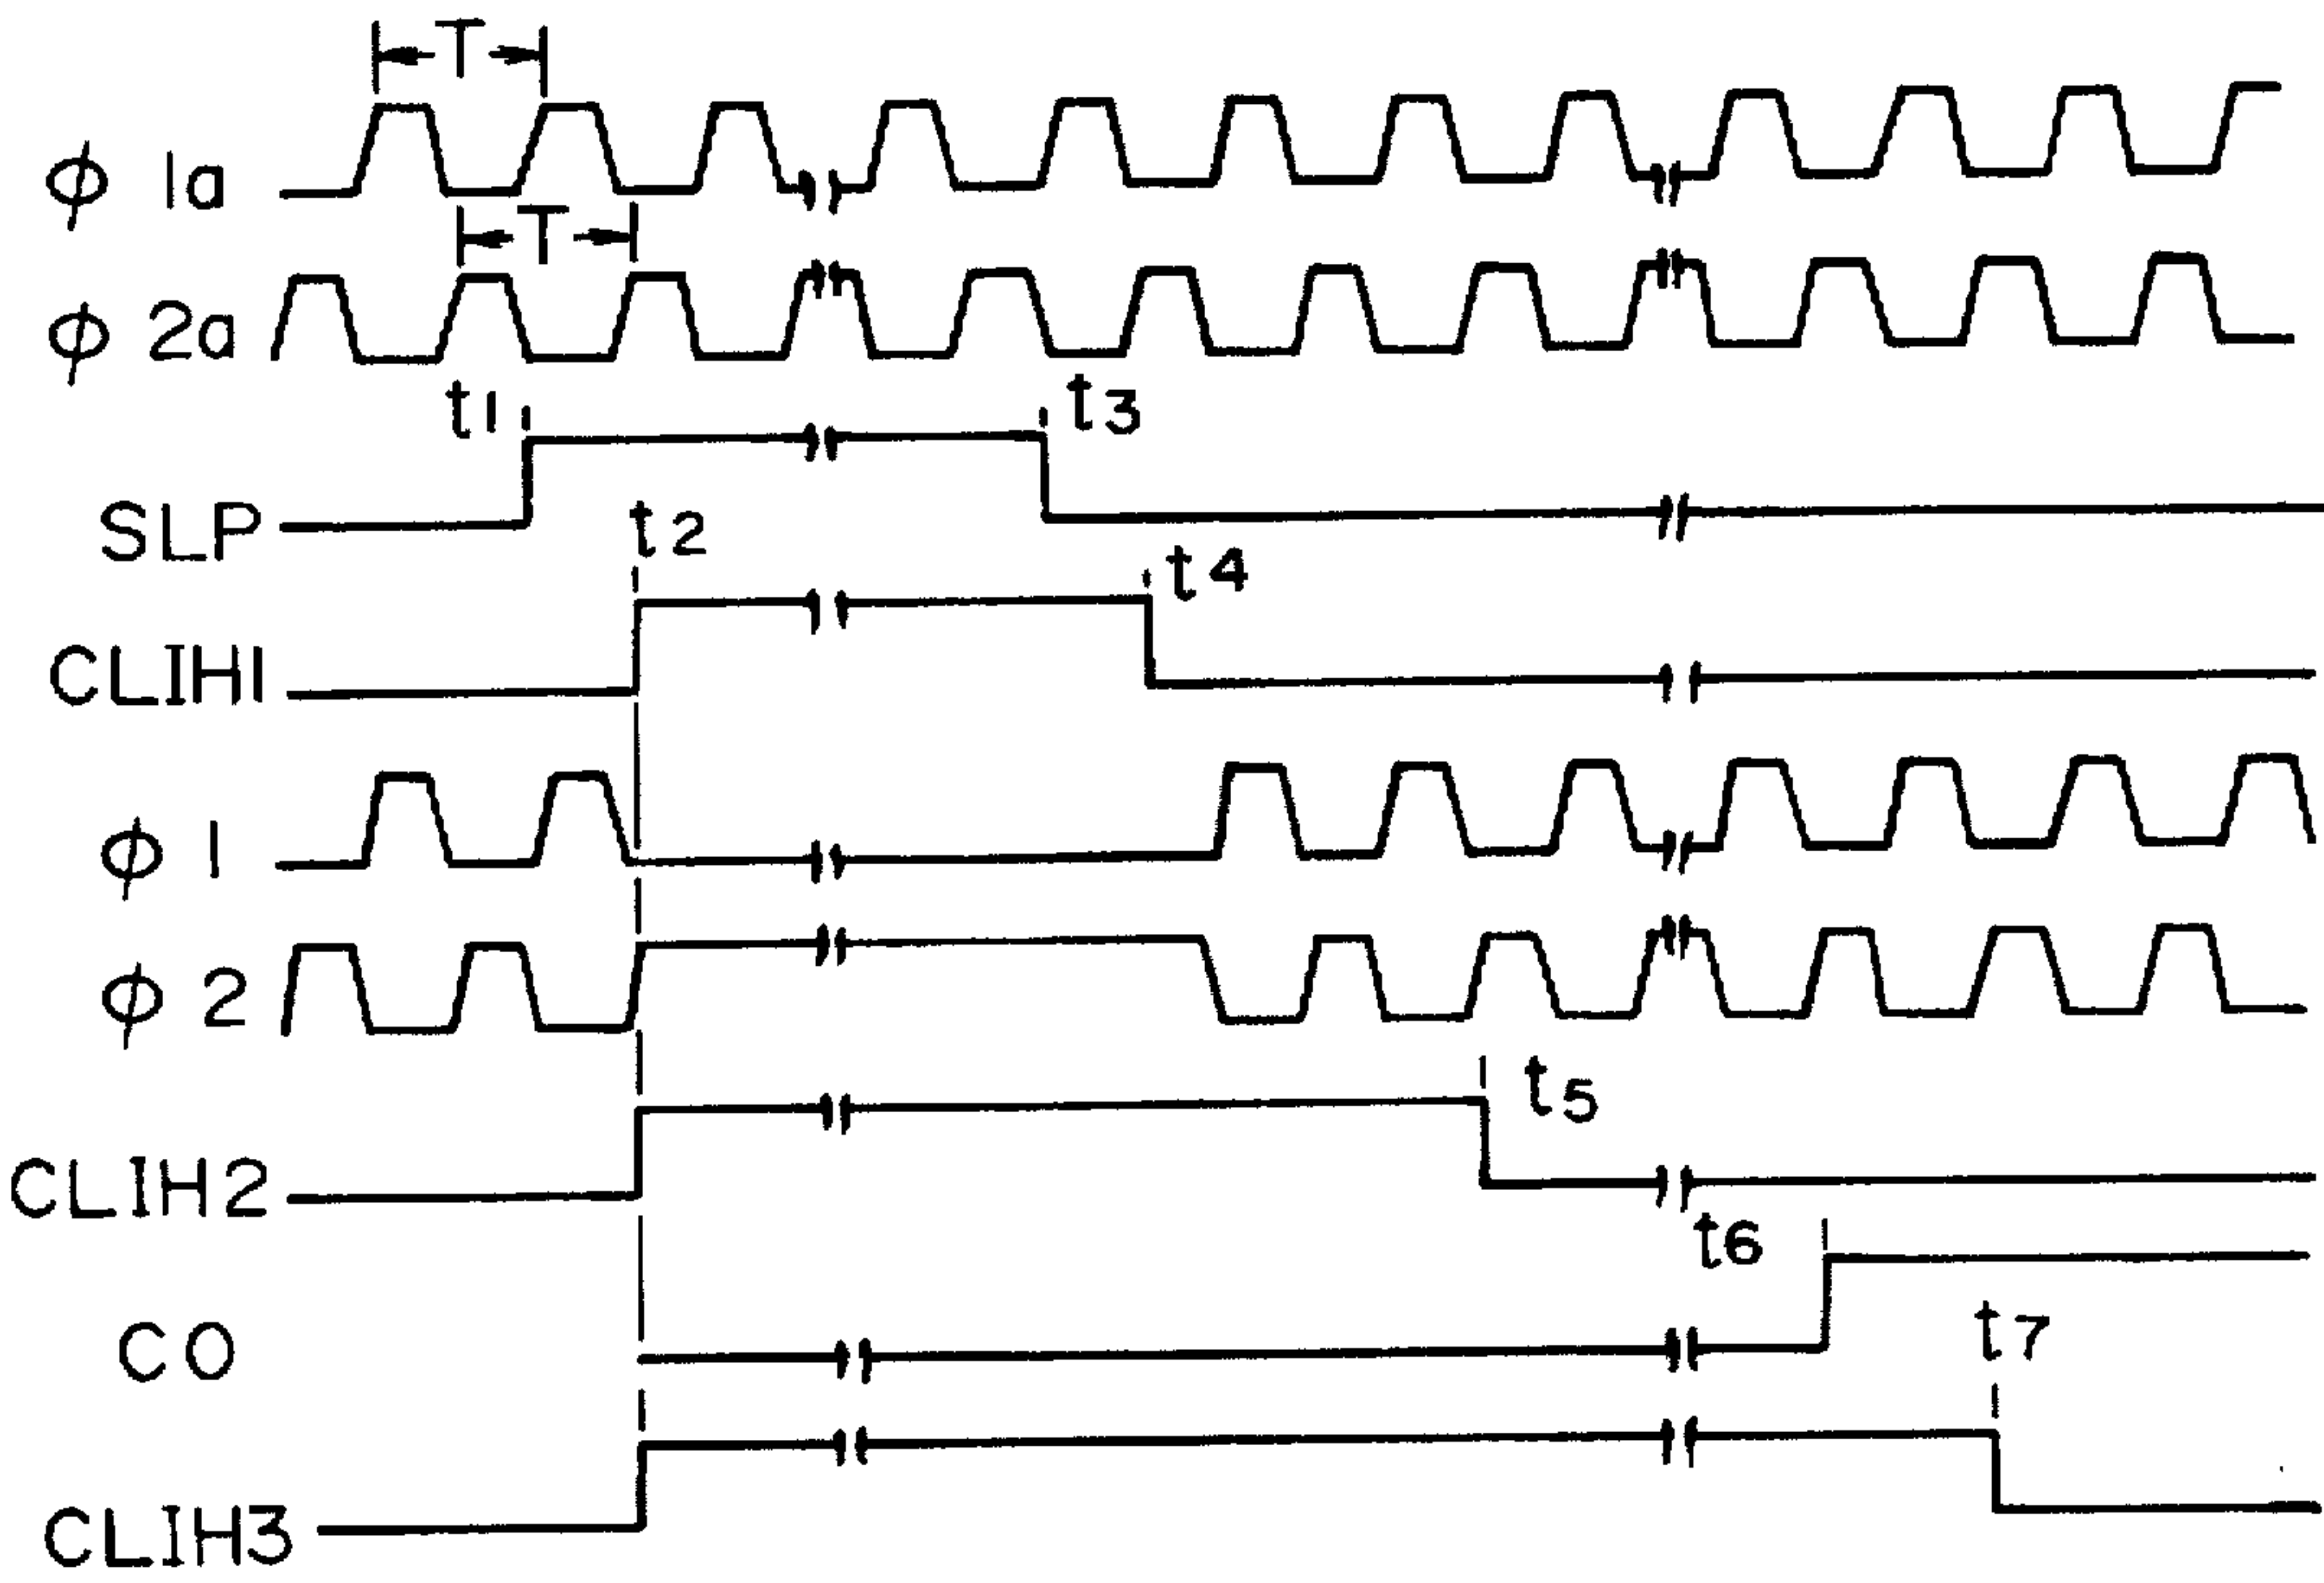 T
ϕ 1a
T
ϕ 2a
t1
t3
SLP
t2
t4
CLIH1
ϕ 1
ϕ 2
t5
CLIH2
t6
CO
t7
CLIH3